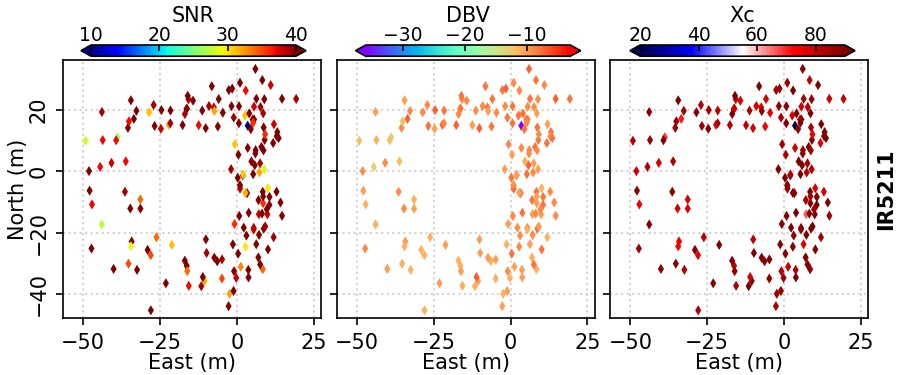 SNR DBV Xc
10 20 30 40 −30 −20 −10 20 40 60 80
North (m)
20
0
−20
−40
−50 −25 0 25 −50 −25 0 25 −50 −25 0 25
East (m) East (m) East (m)
IR5211